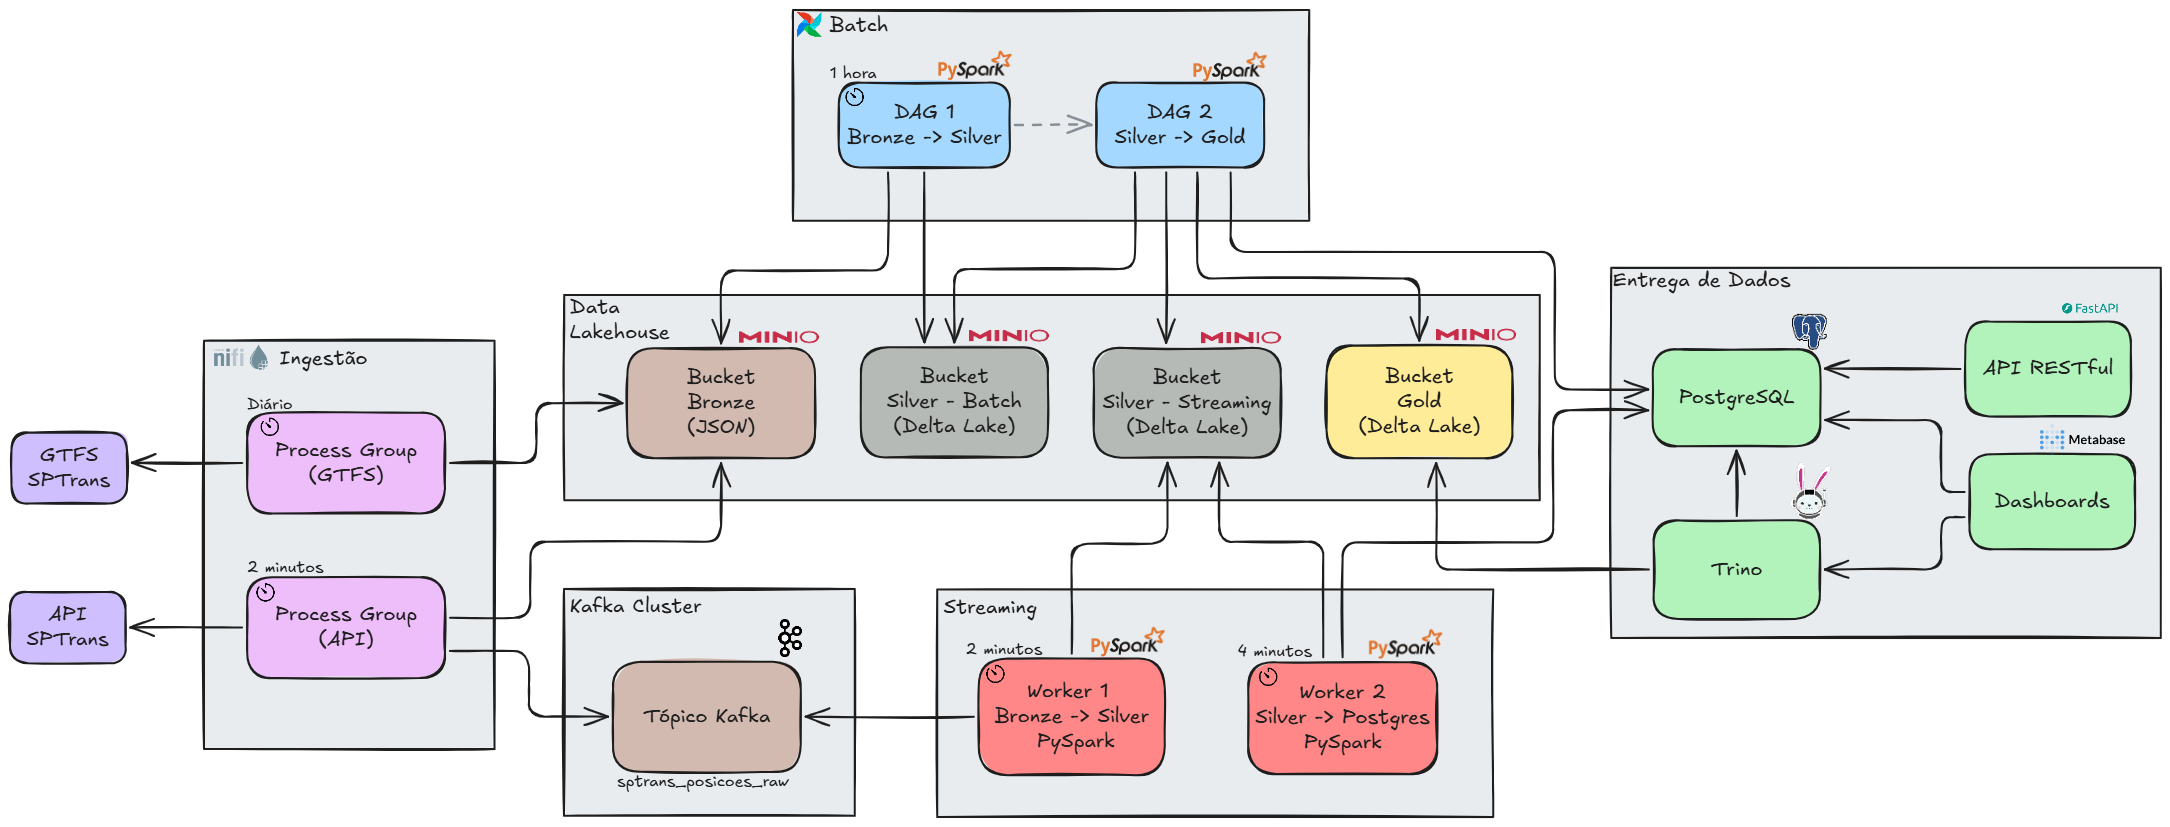 Batch
1 hora
PySpark
DAG 1
Bronze -> Silver
PySpark
DAG 2
Silver -> Gold
Data
Lakehouse
MINIO
Bucket
Bronze
(JSON)
MINIO
Bucket
Silver - Batch
(Delta Lake)
MINIO
Bucket
Silver - Streaming
(Delta Lake)
MINIO
Bucket
Gold
(Delta Lake)
Entrega de Dados
PostgreSQL
FastAPI
API RESTful
Metabase
Dashboards
Trino
nifi
Ingestão
Diário
Process Group
(GTFS)
GTFS
SPTrans
2 minutos
Process Group
(API)
API
SPTrans
Kafka Cluster
Tópico Kafka
sptrans_posicoes_raw
Streaming
2 minutos
PySpark
Worker 1
Bronze -> Silver
PySpark
4 minutos
PySpark
Worker 2
Silver -> Postgres
PySpark